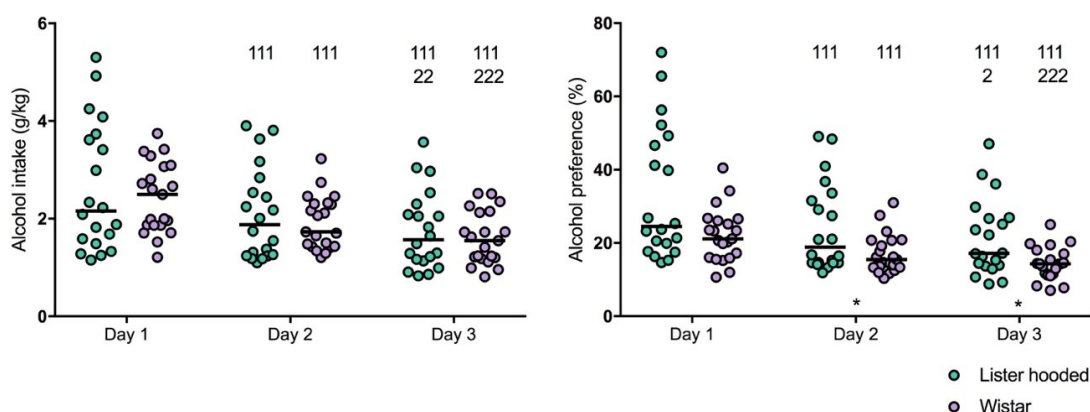 Alcohol intake (g/kg)
6
4
2
0
111 111 111 111
22 222
Day 1 Day 2 Day 3
Alcohol preference (%)
80
60
40
20
0
111 111 111 111
2 222
* *
Day 1 Day 2 Day 3
Lister hooded
Wistar